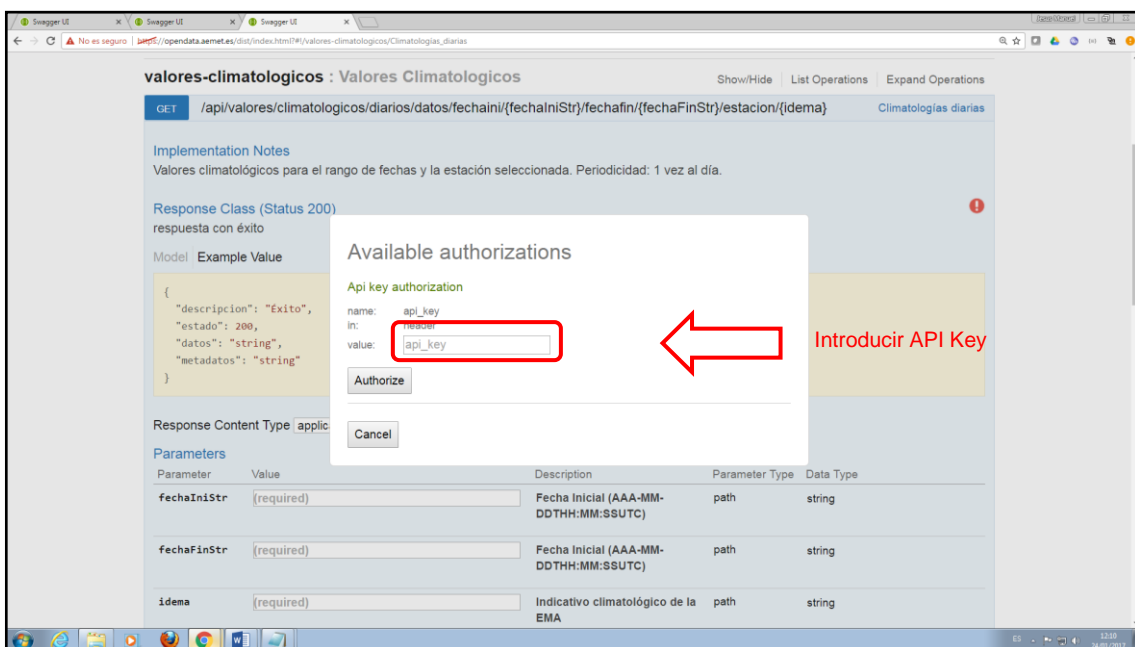 Swagger UI
Swagger UI
Swagger UI
No es seguro | https://opendata.aemet.es/dist/index.html?#!/valores-climatologicos/Climatologías_diarias
valores-climatologicos : Valores Climatologicos
Show/Hide | List Operations | Expand Operations
GET /api/valores/climatologicos/diarios/datos/fechaini/{fechaIniStr}/fechafin/{fechaFinStr}/estacion/{idema} Climatologías diarias
Implementation Notes
Valores climatológicos para el rango de fechas y la estación seleccionada. Periodicidad: 1 vez al día.
Response Class (Status 200)
respuesta con éxito
Model Example Value
{
"descripcion": "Éxito",
"estado": 200,
"datos": "string",
"metadatos": "string"
}
Available authorizations
Api key authorization
name: api_key
in: header
value: api_key
Authorize
Cancel
Introducir API Key
Response Content Type applic
Parameters
Parameter Value Description Parameter Type Data Type
fechaIniStr (required) Fecha Inicial (AAA-MM-
DDTHH:MM:SSUTC) path string
fechaFinStr (required) Fecha Inicial (AAA-MM-
DDTHH:MM:SSUTC) path string
idema (required) Indicativo climatológico de la
EMA path string
ES
12:10